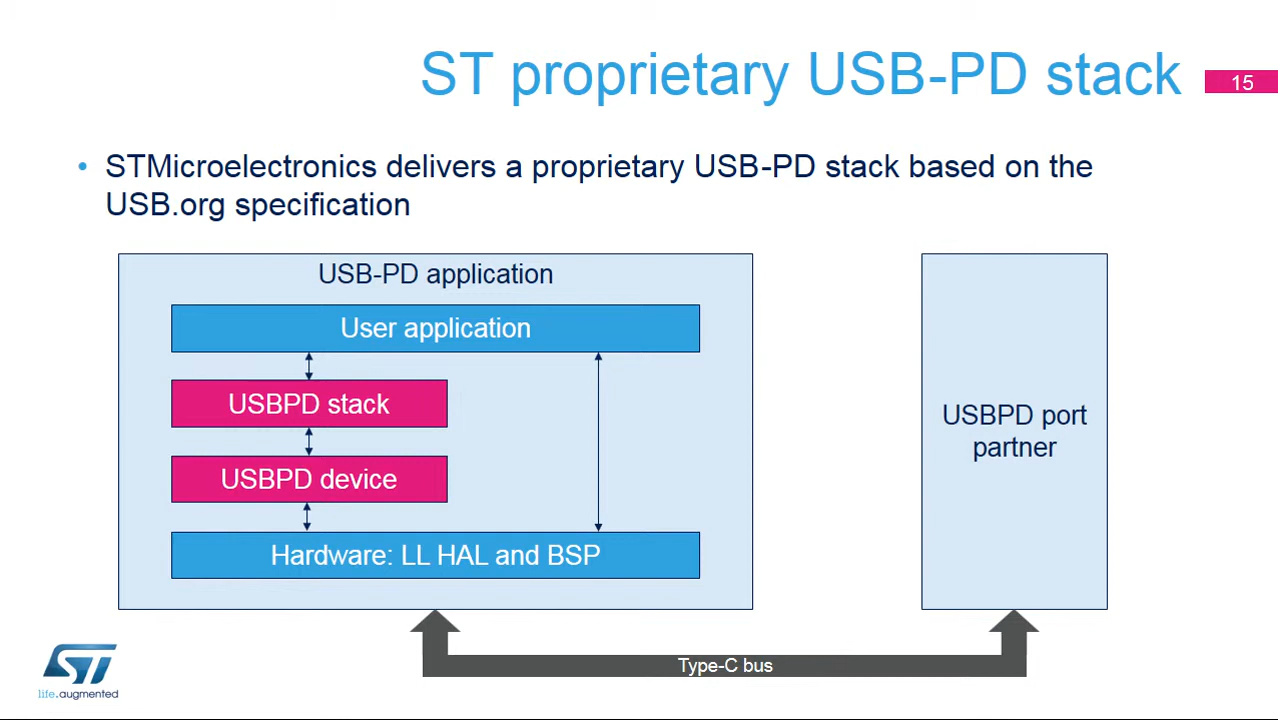 ST proprietary USB-PD stack
15
• STMicroelectronics delivers a proprietary USB-PD stack based on the
USB.org specification
USB-PD application
User application
USBPD stack
USBPD device
Hardware: LL HAL and BSP
USBPD port
partner
Type-C bus
ST
life.augmented